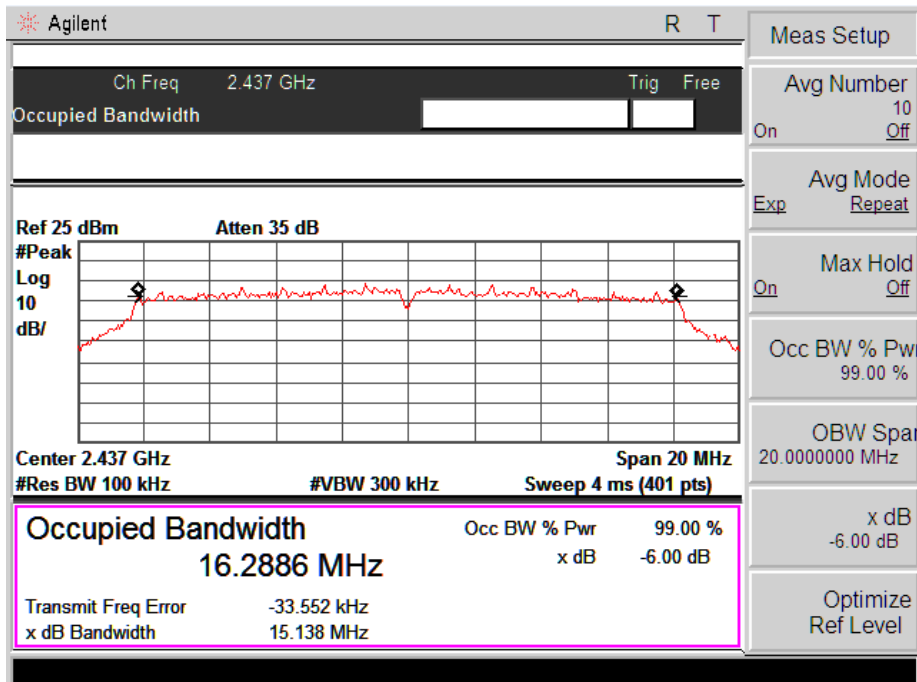 Agilent R T
Ch Freq 2.437 GHz Trig Free
Occupied Bandwidth
Ref 25 dBm Atten 35 dB
#Peak
Log
10
dB/
Center 2.437 GHz Span 20 MHz
#Res BW 100 kHz #VBW 300 kHz Sweep 4 ms (401 pts)
Occupied Bandwidth
16.2886 MHz
Occ BW % Pwr 99.00 %
x dB -6.00 dB
Transmit Freq Error -33.552 kHz
x dB Bandwidth 15.138 MHz
Meas Setup
Avg Number
10
On Off
Avg Mode
Exp Repeat
Max Hold
On Off
Occ BW % Pwr
99.00 %
OBW Span
20.0000000 MHz
x dB
-6.00 dB
Optimize
Ref Level